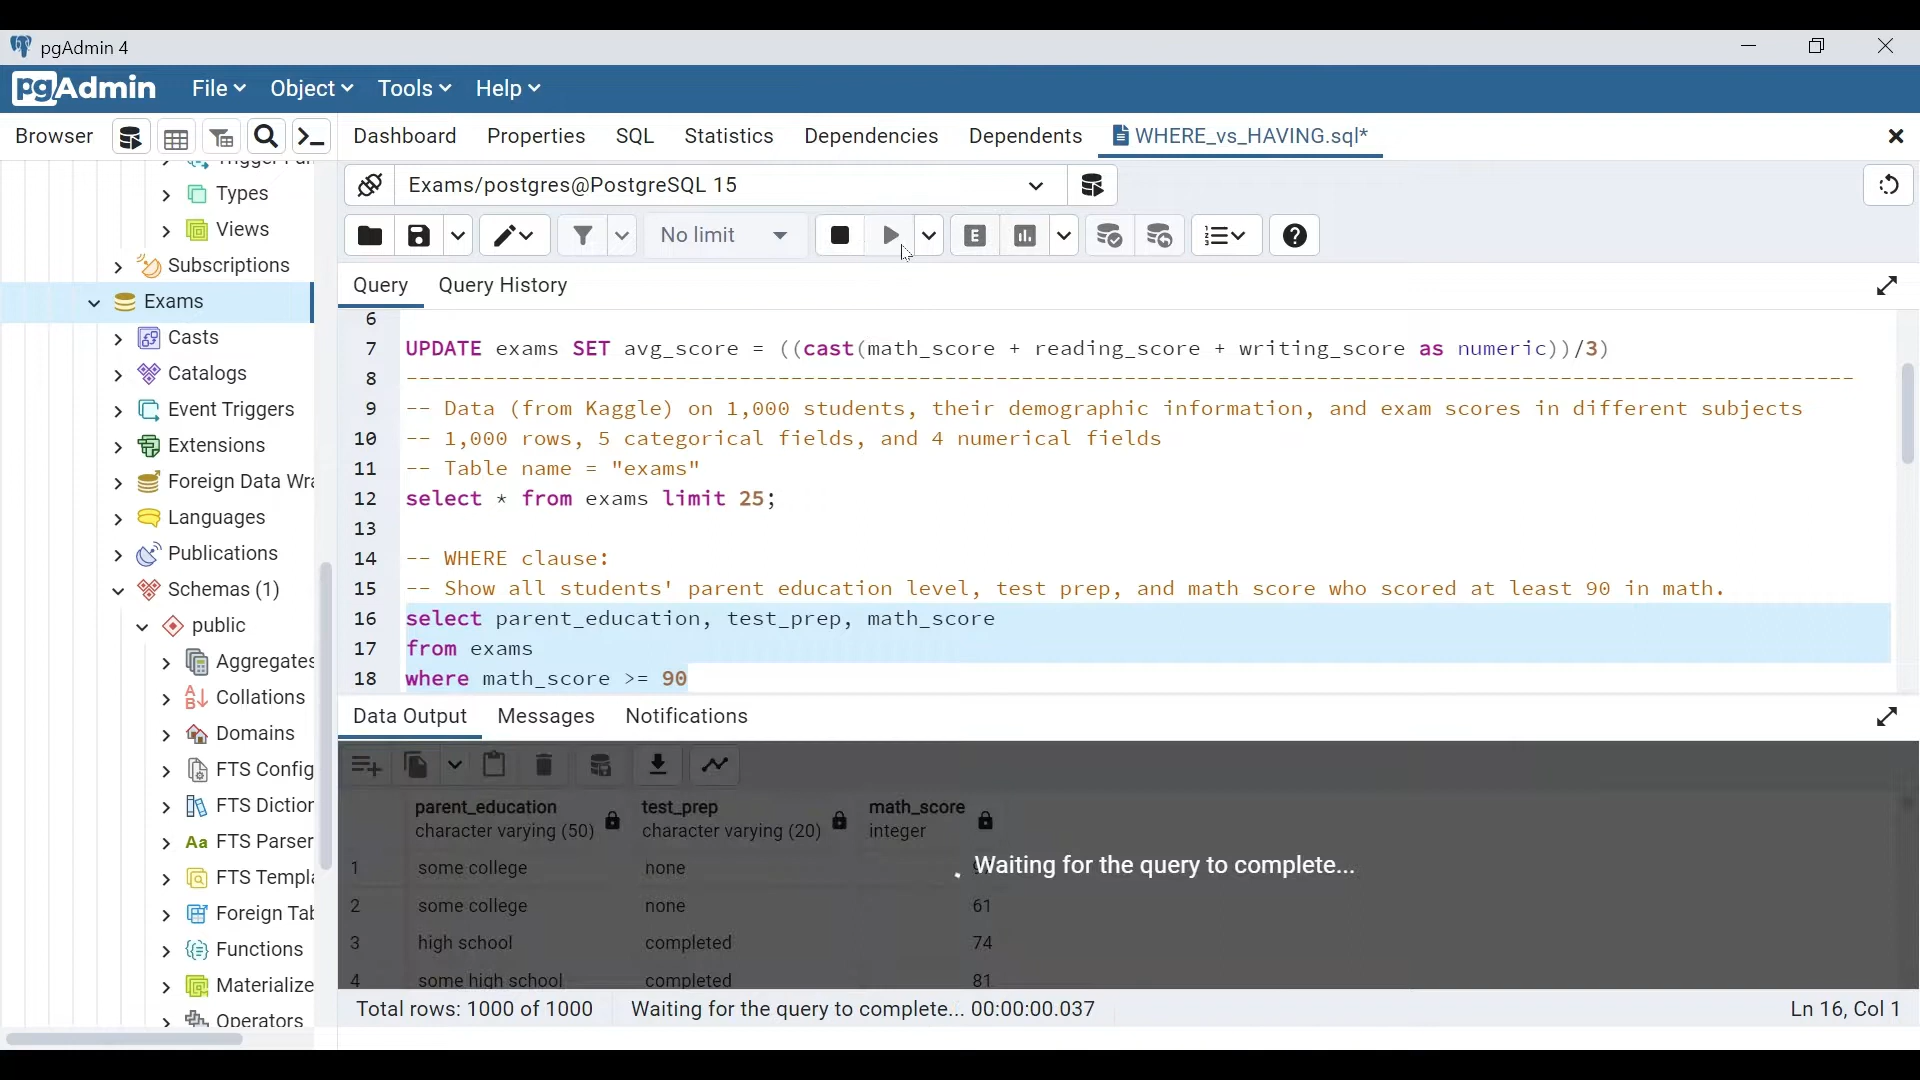 pgAdmin 4
pgAdmin File Object Tools Help
Browser Dashboard Properties SQL Statistics Dependencies Dependents WHERE_vs_HAVING.sql*
Types
Views
Subscriptions
Exams
Casts
Catalogs
Event Triggers
Extensions
Foreign Data Wra
Languages
Publications
Schemas (1)
public
Aggregates
Collations
Domains
FTS Config
FTS Diction
FTS Parser
FTS Templa
Foreign Tab
Functions
Materialize
Operators
Exams/postgres@PostgreSQL 15
No limit
E
Query Query History
6
7 UPDATE exams SET avg_score = ((cast(math_score + reading_score + writing_score as numeric))/3)
8 -----------------------------------------------------------------------------------------------------------------
9 -- Data (from Kaggle) on 1,000 students, their demographic information, and exam scores in different subjects
10 -- 1,000 rows, 5 categorical fields, and 4 numerical fields
11 -- Table name = "exams"
12 select * from exams limit 25;
13
14 -- WHERE clause:
15 -- Show all students' parent education level, test prep, and math score who scored at least 90 in math.
16 select parent_education, test_prep, math_score
17 from exams
18 where math_score >= 90
Data Output Messages Notifications
parent_education test_prep math_score
character varying (50) character varying (20) integer
1 some college none
Waiting for the query to complete...
2 some college none 61
3 high school completed 74
4 some high school completed 81
Total rows: 1000 of 1000 Waiting for the query to complete... 00:00:00.037 Ln 16, Col 1